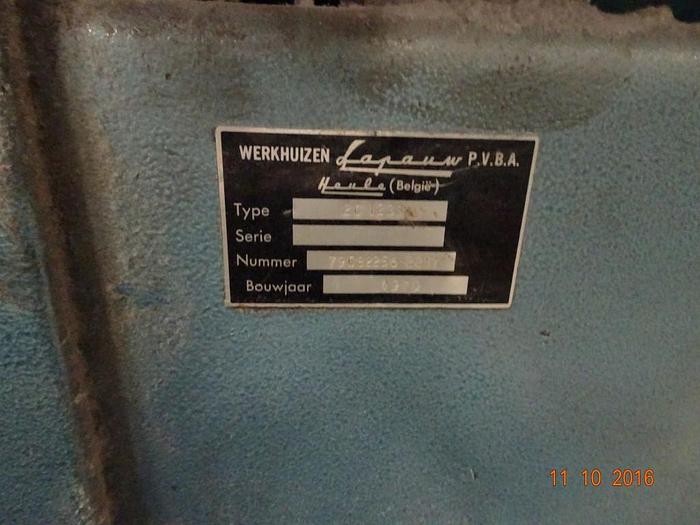 WERKHUIZEN Lapauw P.V.B.A.
Heule (België)
Type
Serie
Nummer
Bouwjaar
11 10 2016